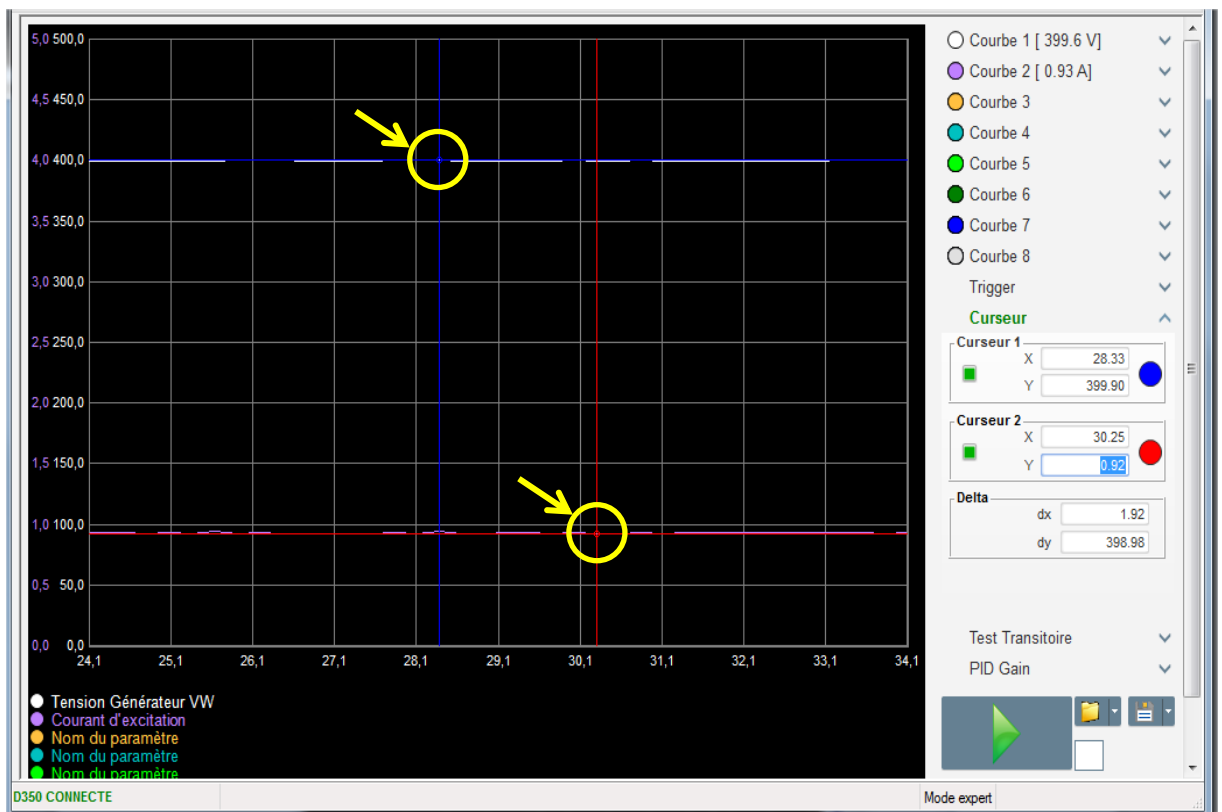 5,0 500,0
4,5 450,0
4,0 400,0
3,5 350,0
3,0 300,0
2,5 250,0
2,0 200,0
1,5 150,0
1,0 100,0
0,5 50,0
0,0 0,0
24,1 25,1 26,1 27,1 28,1 29,1 30,1 31,1 32,1 33,1 34,1
Tension Générateur VW
Courant d'excitation
Nom du paramètre
Nom du paramètre
Nom du paramètre
Courbe 1 [ 399.6 V]
Courbe 2 [ 0.93 A]
Courbe 3
Courbe 4
Courbe 5
Courbe 6
Courbe 7
Courbe 8
Trigger
Curseur
Curseur 1
X 28.33
Y 399.90
Curseur 2
X 30.25
Y 0.92
Delta
dx 1.92
dy 398.98
Test Transitoire
PID Gain
D350 CONNECTE
Mode expert